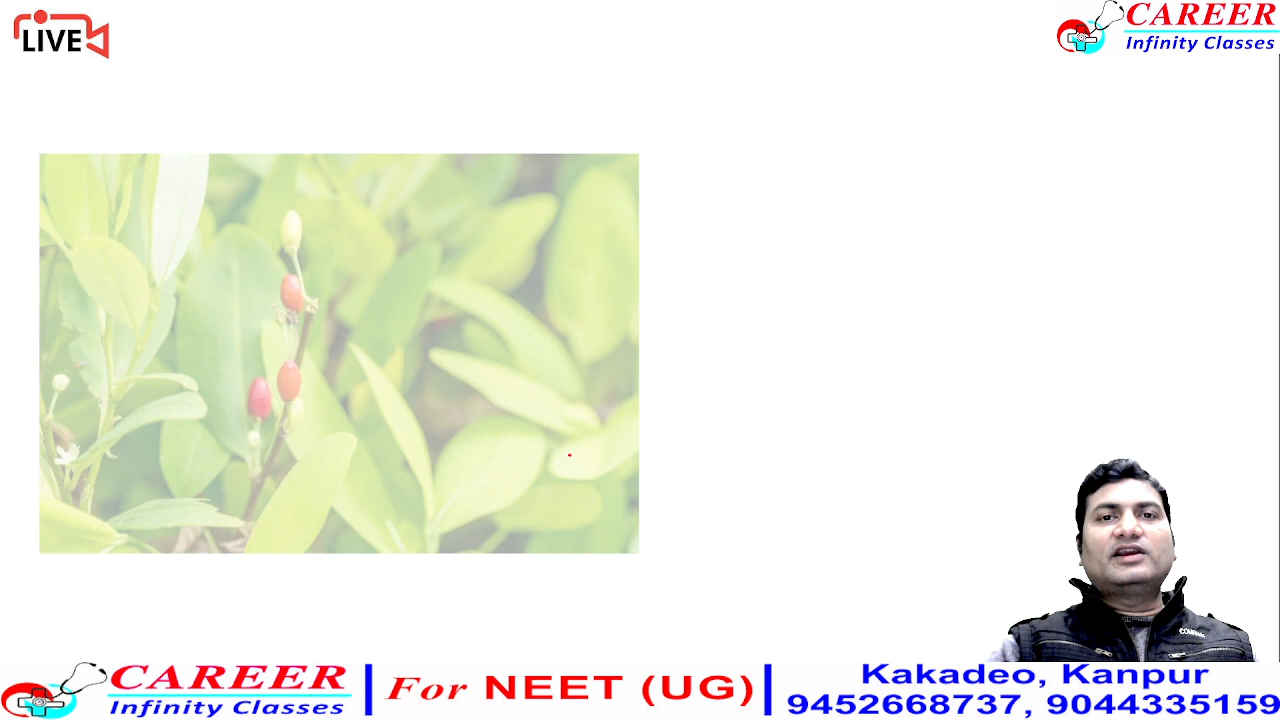 LIVE
CAREER
Infinity Classes
CAREER
Infinity Classes
For NEET (UG)
Kakadeo, Kanpur
9452668737, 9044335159